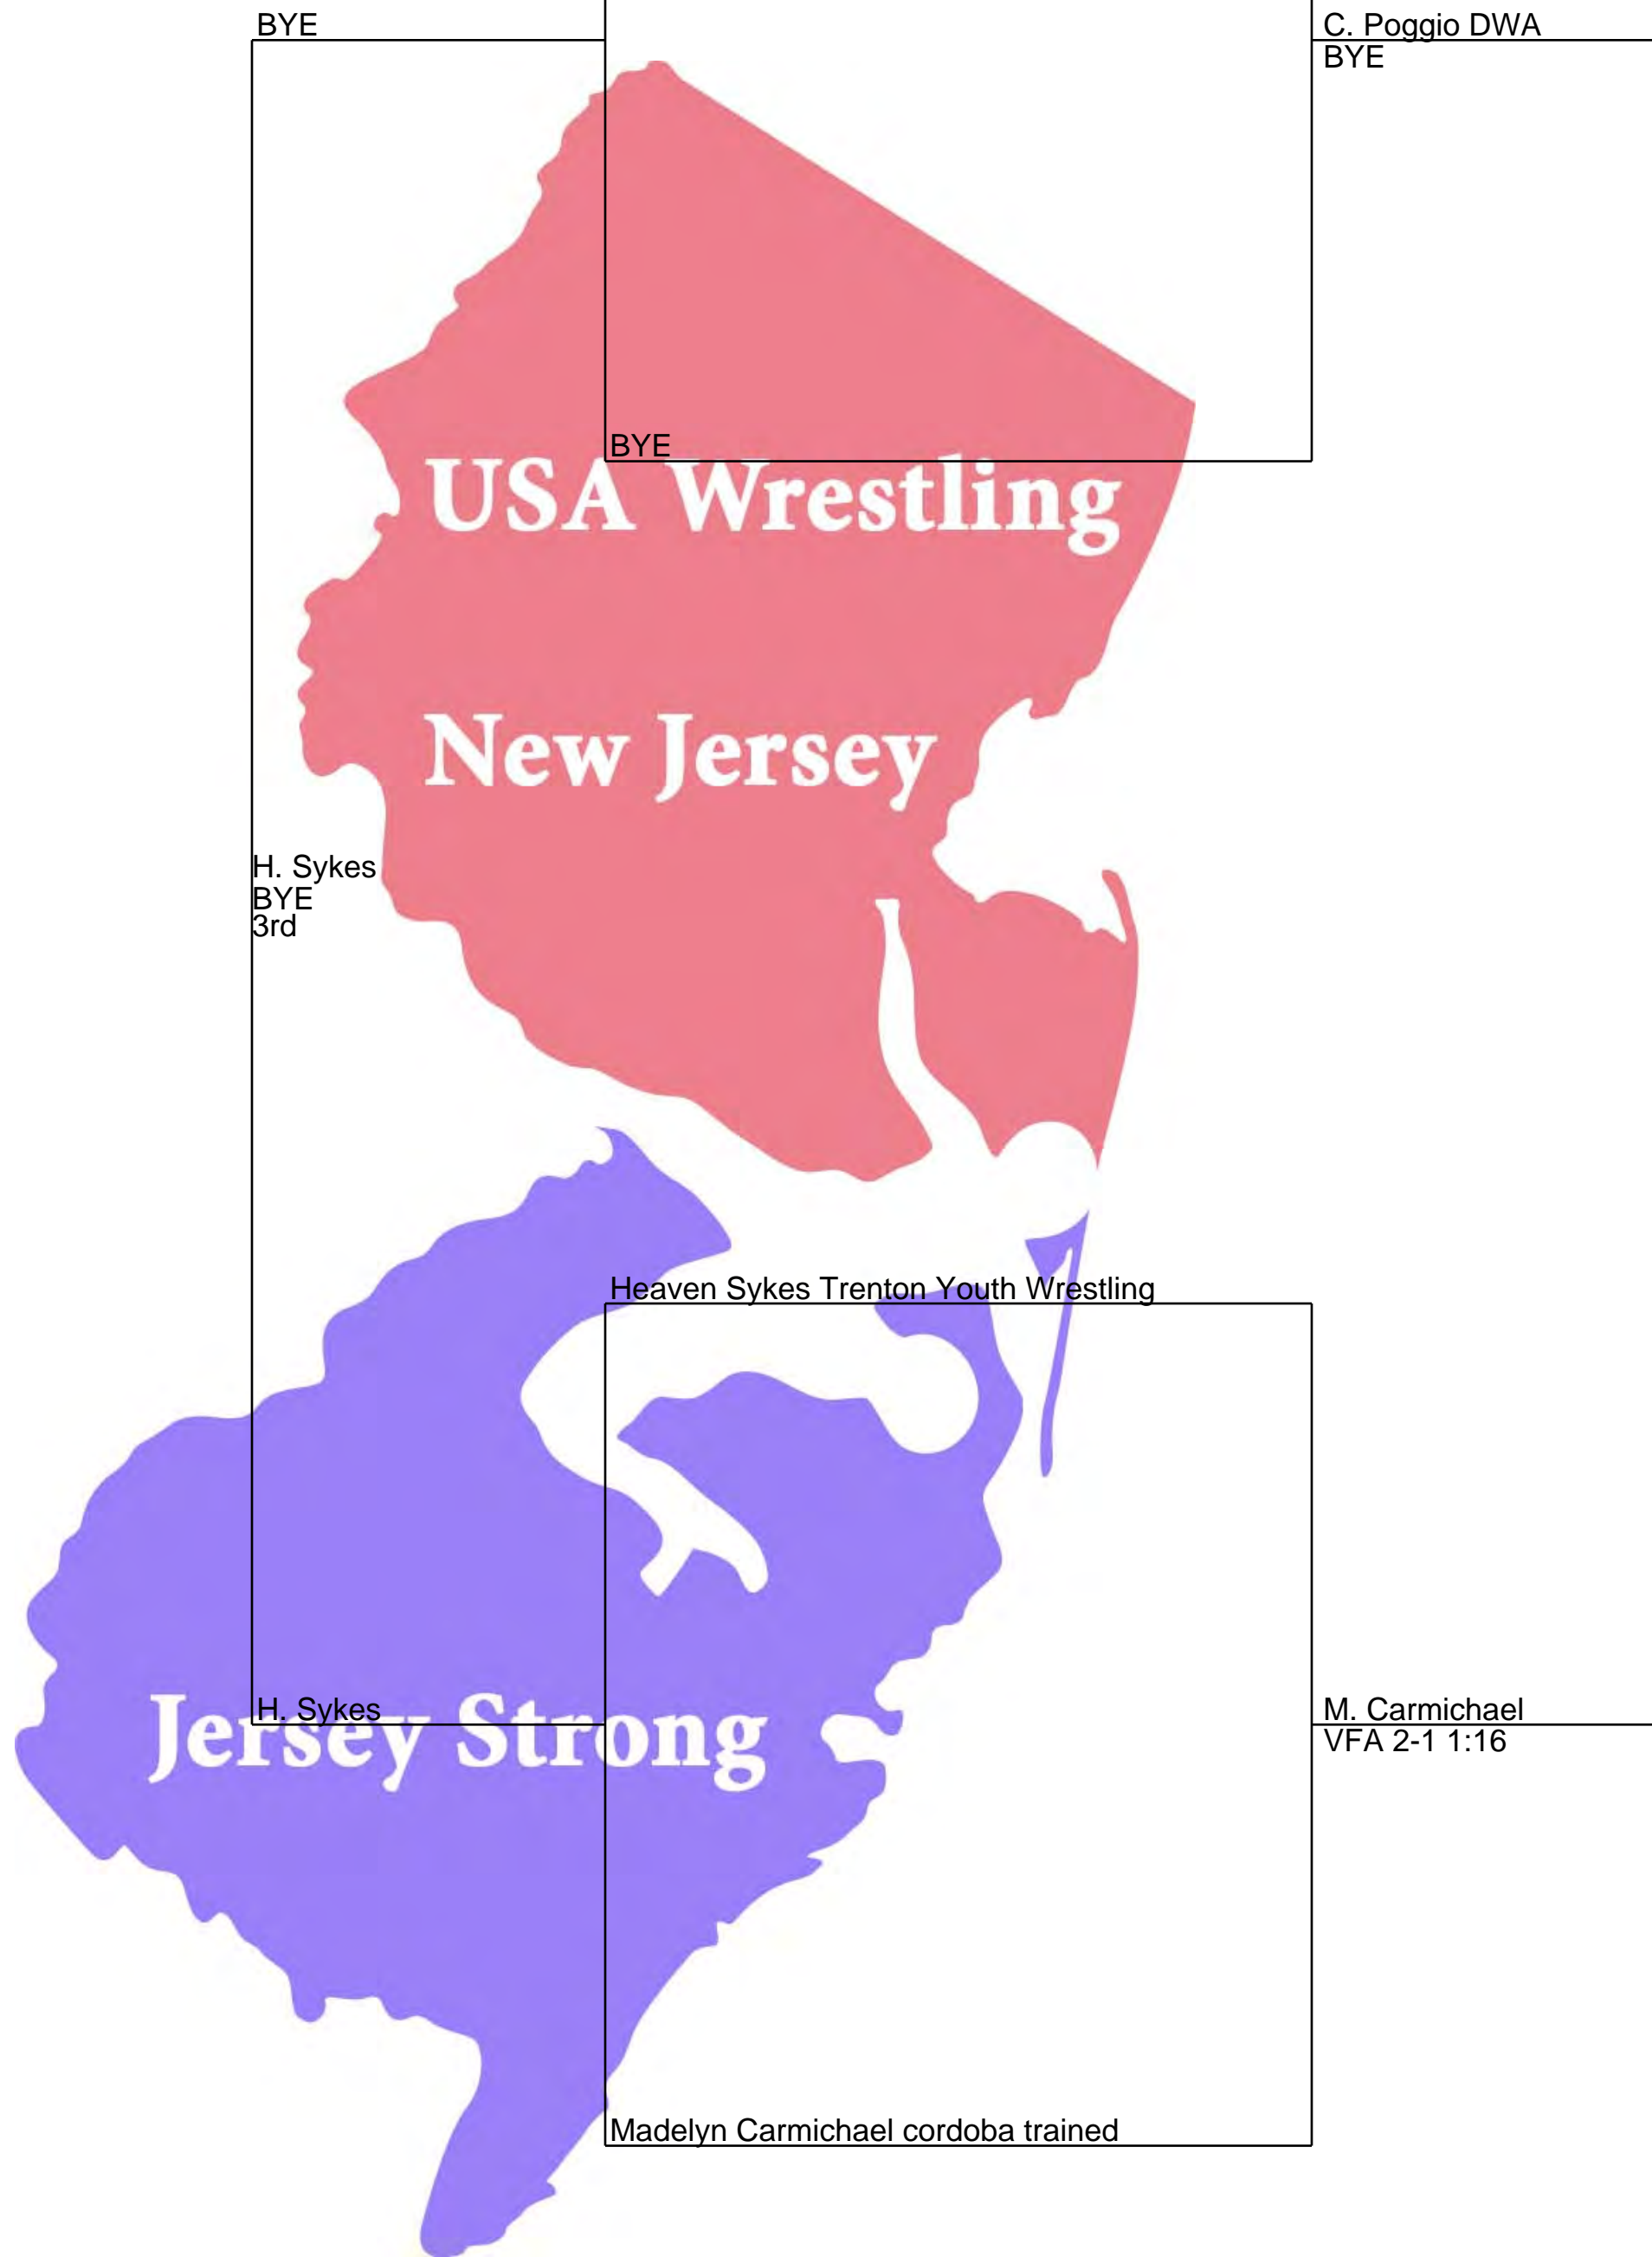 BYE
C. Poggio DWA
BYE
BYE
USA Wrestling
New Jersey
H. Sykes
BYE
3rd
Heaven Sykes Trenton Youth Wrestling
H. Sykes
Jersey Strong
M. Carmichael
VFA 2-1 1:16
Madelyn Carmichael cordoba trained